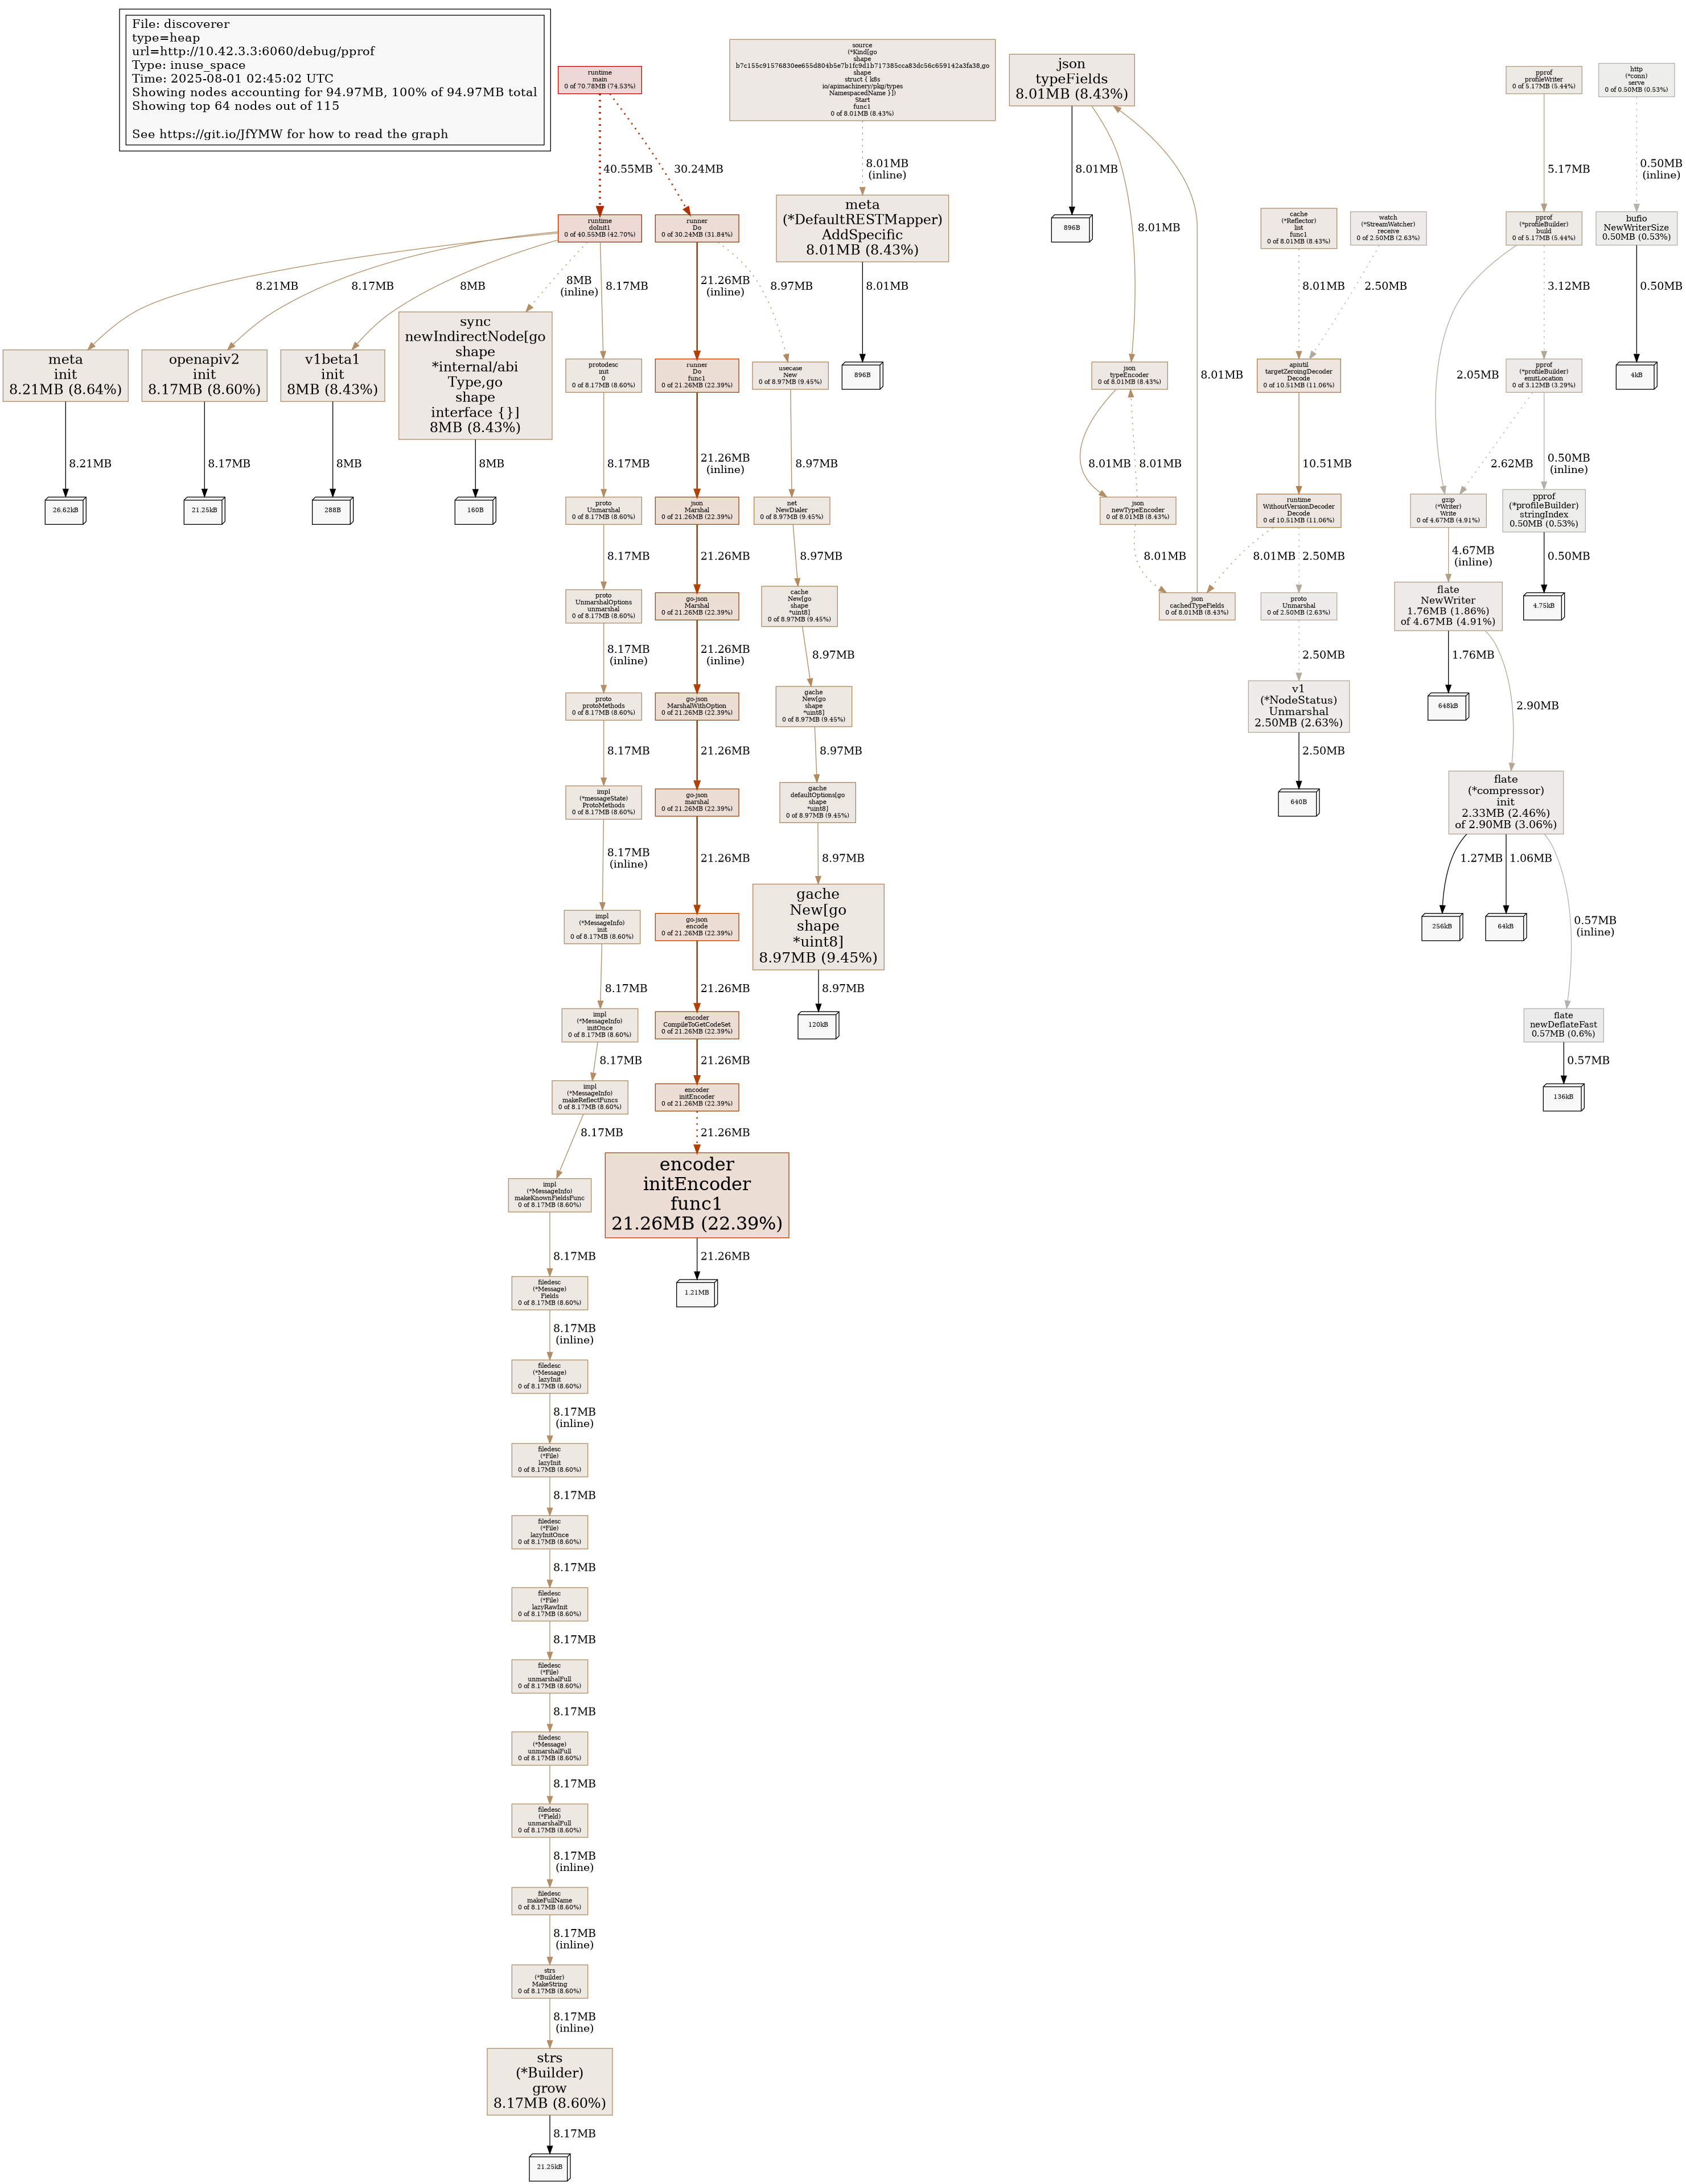 File: discoverer
type=heap
url=http://10.42.3.3:6060/debug/pprof
Type: inuse_space
Time: 2025-08-01 02:45:02 UTC
Showing nodes accounting for 94.97MB, 100% of 94.97MB total
Showing top 64 nodes out of 115
See https://git.io/JfYMW for how to read the graph
runtime
main
0 of 70.78MB (74.53%)
source
(*Kind[go
shape
b7c155c91576830ee655d804b5e7b1fc9d1b717385cca83dc56c659142a3fa38,go
shape
struct { k8s
io/apimachinery/pkg/types
NamespacedName }])
Start
func1
0 of 8.01MB (8.43%)
json
typeFields
8.01MB (8.43%)
pprof
profileWriter
0 of 5.17MB (5.44%)
http
(*conn)
serve
0 of 0.50MB (0.53%)
40.55MB
30.24MB
8.01MB
(inline)
8.01MB
8.01MB
8.01MB
5.17MB
0.50MB
(inline)
runtime
doInit1
0 of 40.55MB (42.70%)
runner
Do
0 of 30.24MB (31.84%)
meta
(*DefaultRESTMapper)
AddSpecific
8.01MB (8.43%)
896B
cache
(*Reflector)
list
func1
0 of 8.01MB (8.43%)
watch
(*StreamWatcher)
receive
0 of 2.50MB (2.63%)
pprof
(*profileBuilder)
build
0 of 5.17MB (5.44%)
bufio
NewWriterSize
0.50MB (0.53%)
8.21MB
8.17MB
8MB
8MB
(inline)
8.17MB
21.26MB
(inline)
8.97MB
8.01MB
8.01MB
2.50MB
2.05MB
3.12MB
0.50MB
meta
init
8.21MB (8.64%)
openapiv2
init
8.17MB (8.60%)
v1beta1
init
8MB (8.43%)
sync
newIndirectNode[go
shape
*internal/abi
Type,go
shape
interface {}]
8MB (8.43%)
protodesc
init
0
0 of 8.17MB (8.60%)
runner
Do
func1
0 of 21.26MB (22.39%)
usecase
New
0 of 8.97MB (9.45%)
896B
json
typeEncoder
0 of 8.01MB (8.43%)
apiutil
targetZeroingDecoder
Decode
0 of 10.51MB (11.06%)
pprof
(*profileBuilder)
emitLocation
0 of 3.12MB (3.29%)
4kB
8.21MB
8.17MB
8MB
8MB
8.17MB
21.26MB
(inline)
8.97MB
8.01MB
8.01MB
10.51MB
2.62MB
0.50MB
(inline)
26.62kB
21.25kB
288B
160B
proto
Unmarshal
0 of 8.17MB (8.60%)
json
Marshal
0 of 21.26MB (22.39%)
net
NewDialer
0 of 8.97MB (9.45%)
json
newTypeEncoder
0 of 8.01MB (8.43%)
runtime
WithoutVersionDecoder
Decode
0 of 10.51MB (11.06%)
gzip
(*Writer)
Write
0 of 4.67MB (4.91%)
pprof
(*profileBuilder)
stringIndex
0.50MB (0.53%)
8.17MB
21.26MB
8.97MB
8.01MB
8.01MB
2.50MB
4.67MB
(inline)
0.50MB
proto
UnmarshalOptions
unmarshal
0 of 8.17MB (8.60%)
go-json
Marshal
0 of 21.26MB (22.39%)
cache
New[go
shape
*uint8]
0 of 8.97MB (9.45%)
json
cachedTypeFields
0 of 8.01MB (8.43%)
proto
Unmarshal
0 of 2.50MB (2.63%)
flate
NewWriter
1.76MB (1.86%)
of 4.67MB (4.91%)
4.75kB
8.17MB
(inline)
21.26MB
(inline)
8.97MB
2.50MB
1.76MB
2.90MB
proto
protoMethods
0 of 8.17MB (8.60%)
go-json
MarshalWithOption
0 of 21.26MB (22.39%)
gache
New[go
shape
*uint8]
0 of 8.97MB (9.45%)
v1
(*NodeStatus)
Unmarshal
2.50MB (2.63%)
648kB
8.17MB
21.26MB
8.97MB
2.50MB
impl
(*messageState)
ProtoMethods
0 of 8.17MB (8.60%)
go-json
marshal
0 of 21.26MB (22.39%)
gache
defaultOptions[go
shape
*uint8]
0 of 8.97MB (9.45%)
640B
flate
(*compressor)
init
2.33MB (2.46%)
of 2.90MB (3.06%)
8.17MB
(inline)
21.26MB
8.97MB
1.27MB
1.06MB
0.57MB
(inline)
impl
(*MessageInfo)
init
0 of 8.17MB (8.60%)
go-json
encode
0 of 21.26MB (22.39%)
gache
New[go
shape
*uint8]
8.97MB (9.45%)
256kB
64kB
8.17MB
21.26MB
8.97MB
impl
(*MessageInfo)
initOnce
0 of 8.17MB (8.60%)
encoder
CompileToGetCodeSet
0 of 21.26MB (22.39%)
120kB
flate
newDeflateFast
0.57MB (0.6%)
8.17MB
21.26MB
0.57MB
impl
(*MessageInfo)
makeReflectFuncs
0 of 8.17MB (8.60%)
encoder
initEncoder
0 of 21.26MB (22.39%)
136kB
8.17MB
21.26MB
impl
(*MessageInfo)
makeKnownFieldsFunc
0 of 8.17MB (8.60%)
encoder
initEncoder
func1
21.26MB (22.39%)
8.17MB
21.26MB
filedesc
(*Message)
Fields
0 of 8.17MB (8.60%)
1.21MB
8.17MB
(inline)
filedesc
(*Message)
lazyInit
0 of 8.17MB (8.60%)
8.17MB
(inline)
filedesc
(*File)
lazyInit
0 of 8.17MB (8.60%)
8.17MB
filedesc
(*File)
lazyInitOnce
0 of 8.17MB (8.60%)
8.17MB
filedesc
(*File)
lazyRawInit
0 of 8.17MB (8.60%)
8.17MB
filedesc
(*File)
unmarshalFull
0 of 8.17MB (8.60%)
8.17MB
filedesc
(*Message)
unmarshalFull
0 of 8.17MB (8.60%)
8.17MB
filedesc
(*Field)
unmarshalFull
0 of 8.17MB (8.60%)
8.17MB
(inline)
filedesc
makeFullName
0 of 8.17MB (8.60%)
8.17MB
(inline)
strs
(*Builder)
MakeString
0 of 8.17MB (8.60%)
8.17MB
(inline)
strs
(*Builder)
grow
8.17MB (8.60%)
8.17MB
21.25kB